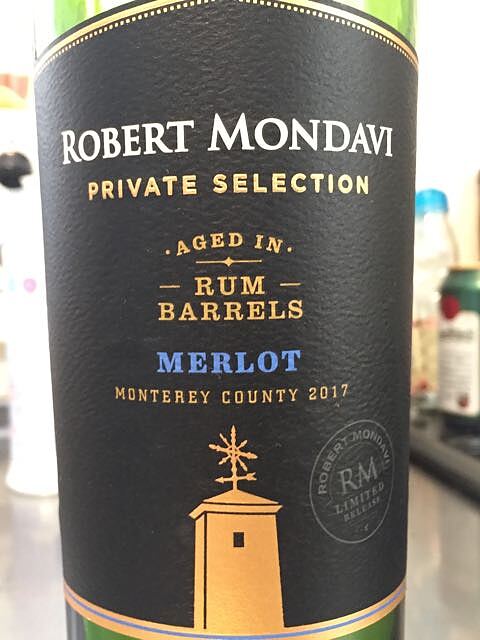 ROBERT MONDAVI
PRIVATE SELECTION
·AGED IN·
RUM
BARRELS
MERLOT
MONTEREY COUNTY 2017
ROBERT MONDAVI
RM
LIMITED
RELEASE